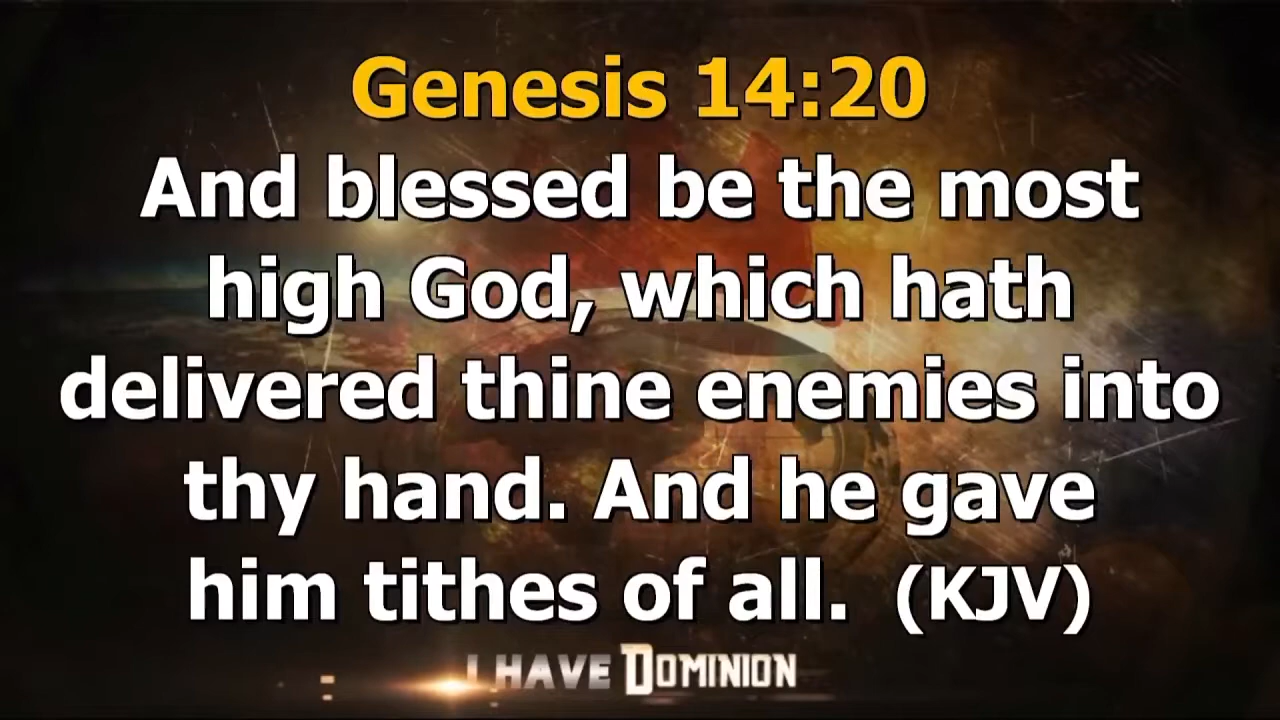 Genesis 14:20
And blessed be the most
high God, which hath
delivered thine enemies into
thy hand. And he gave
him tithes of all. (KJV)
I HAVE DOMINION